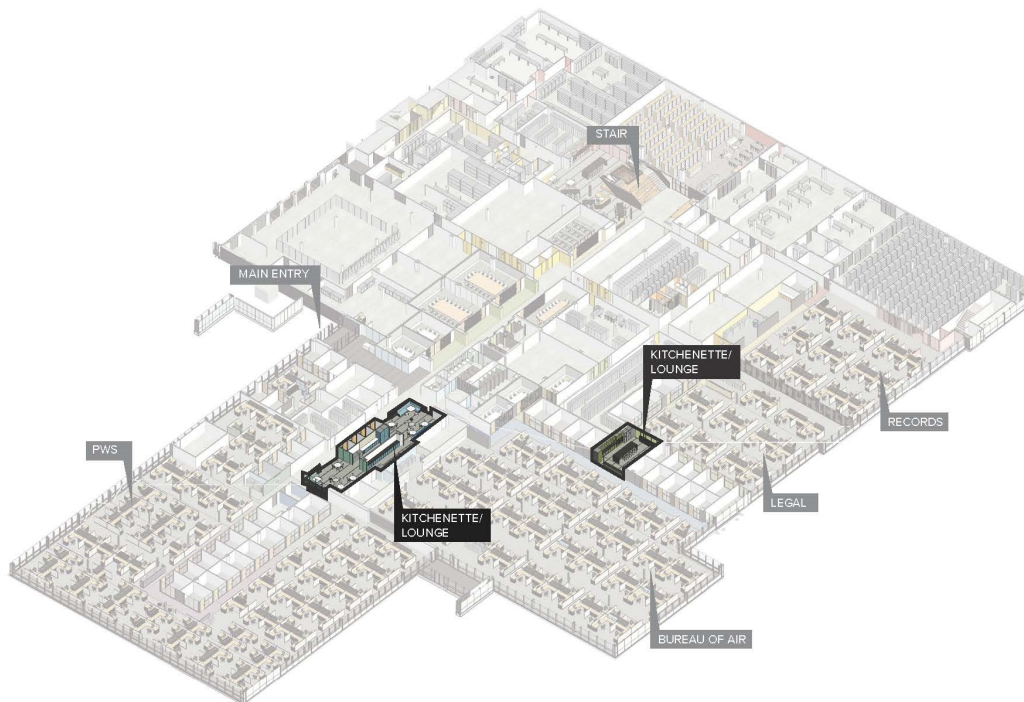 STAIR
MAIN ENTRY
KITCHENETTE/
LOUNGE
RECORDS
PWS
LEGAL
KITCHENETTE/
LOUNGE
BUREAU OF AIR